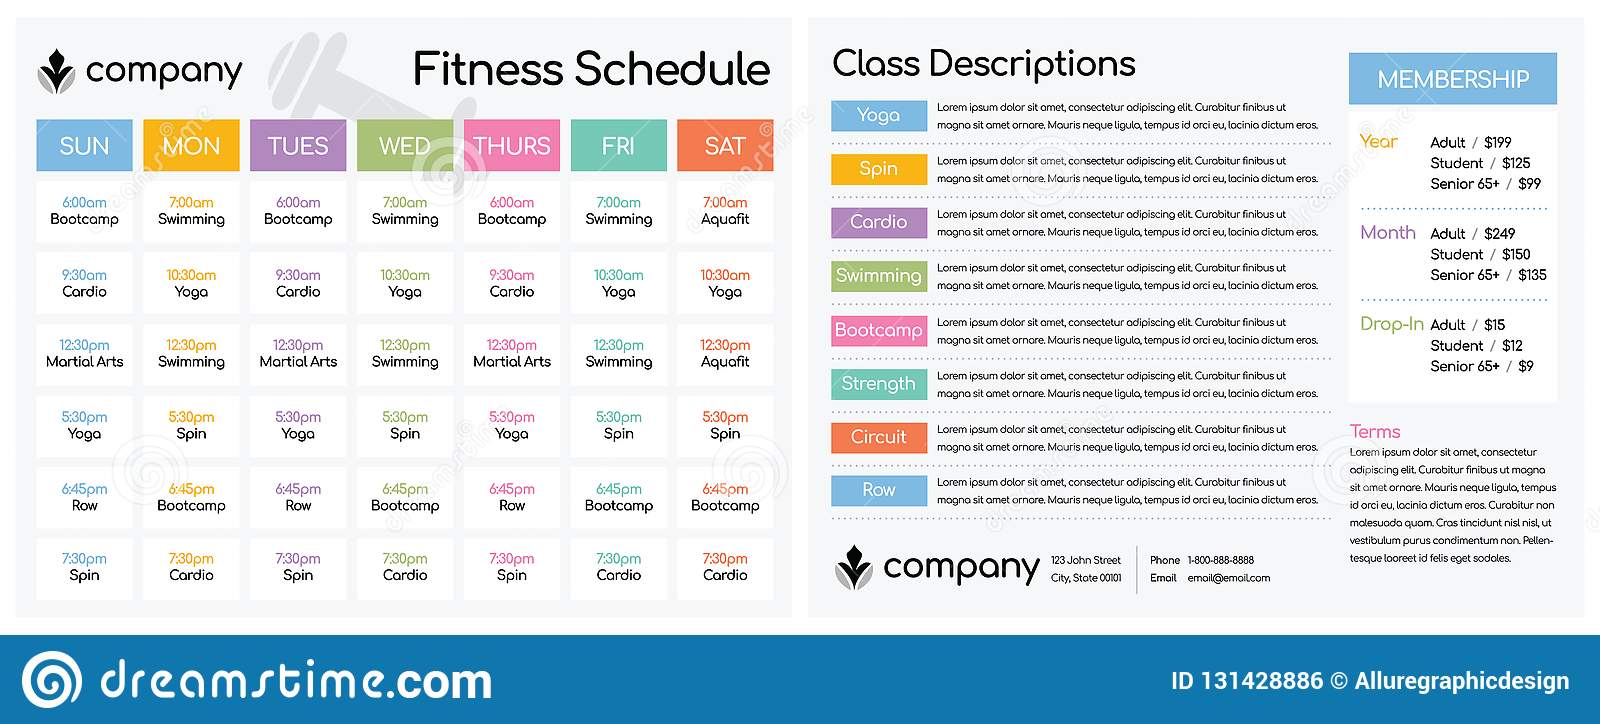 company
Fitness Schedule
SUN MON TUES WED THURS FRI SAT
6:00am 7:00am 6:00am 7:00am 6:00am 7:00am 7:00am
Bootcamp Swimming Bootcamp Swimming Bootcamp Swimming Aquafit
9:30am 10:30am 9:30am 10:30am 9:30am 10:30am 10:30am
Cardio Yoga Cardio Yoga Cardio Yoga Yoga
12:30pm 12:30pm 12:30pm 12:30pm 12:30pm 12:30pm 12:30pm
Martial Arts Swimming Martial Arts Swimming Martial Arts Swimming Aquafit
5:30pm 5:30pm 5:30pm 5:30pm 5:30pm 5:30pm 5:30pm
Yoga Spin Yoga Spin Yoga Spin Spin
6:45pm 6:45pm 6:45pm 6:45pm 6:45pm 6:45pm 6:45pm
Row Bootcamp Row Bootcamp Row Bootcamp Bootcamp
7:30pm 7:30pm 7:30pm 7:30pm 7:30pm 7:30pm 7:30pm
Spin Cardio Spin Cardio Spin Cardio Cardio
Class Descriptions
Yoga
Lorem ipsum dolor sit amet, consectetur adipiscing elit. Curabitur finibus ut
magna sit amet ornare. Mauris neque ligula, tempus id orci eu, lacinia dictum eros.
Spin
Lorem ipsum dolor sit amet, consectetur adipiscing elit. Curabitur finibus ut
magna sit amet ornare. Mauris neque ligula, tempus id orci eu, lacinia dictum eros.
Cardio
Lorem ipsum dolor sit amet, consectetur adipiscing elit. Curabitur finibus ut
magna sit amet ornare. Mauris neque ligula, tempus id orci eu, lacinia dictum eros.
Swimming
Lorem ipsum dolor sit amet, consectetur adipiscing elit. Curabitur finibus ut
magna sit amet ornare. Mauris neque ligula, tempus id orci eu, lacinia dictum eros.
Bootcamp
Lorem ipsum dolor sit amet, consectetur adipiscing elit. Curabitur finibus ut
magna sit amet ornare. Mauris neque ligula, tempus id orci eu, lacinia dictum eros.
Strength
Lorem ipsum dolor sit amet, consectetur adipiscing elit. Curabitur finibus ut
magna sit amet ornare. Mauris neque ligula, tempus id orci eu, lacinia dictum eros.
Circuit
Lorem ipsum dolor sit amet, consectetur adipiscing elit. Curabitur finibus ut
magna sit amet ornare. Mauris neque ligula, tempus id orci eu, lacinia dictum eros.
Row
Lorem ipsum dolor sit amet, consectetur adipiscing elit. Curabitur finibus ut
magna sit amet ornare. Mauris neque ligula, tempus id orci eu, lacinia dictum eros.
company
123 John Street
City, State 00101
Phone 1-800-888-8888
Email email@email.com
MEMBERSHIP
Year Adult / $199
Student / $125
Senior 65+ / $99
Month Adult / $249
Student / $150
Senior 65+ / $135
Drop-In Adult / $15
Student / $12
Senior 65+ / $9
Terms
Lorem ipsum dolor sit amet, consectetur
adipiscing elit. Curabitur finibus ut magna
sit amet ornare. Mauris neque ligula, tempus
id orci eu, lacinia dictum eros. Curabitur non
malesuada quam. Cras tincidunt nisl nisl, ut
vestibulum purus condimentum non. Pellen-
tesque laoreet id felis eget sodales.
dreamstime.com
ID 131428886 © Alluregraphicdesign